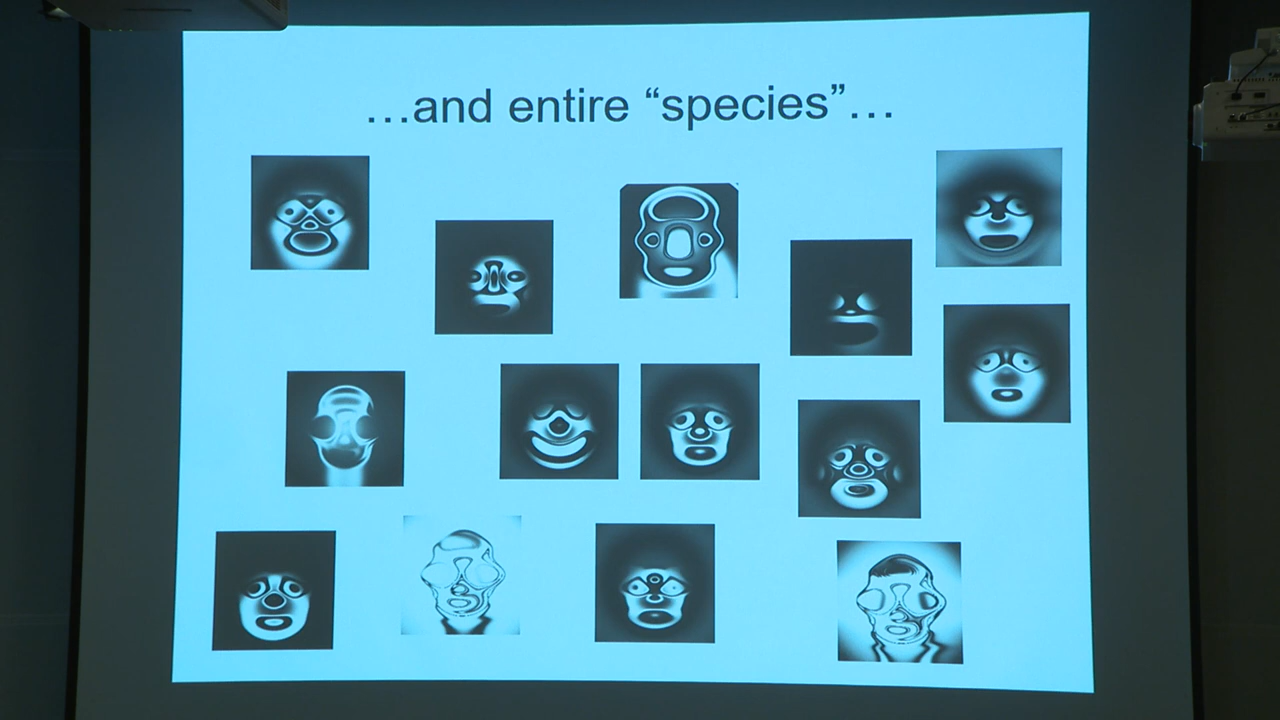 …and entire “species”…